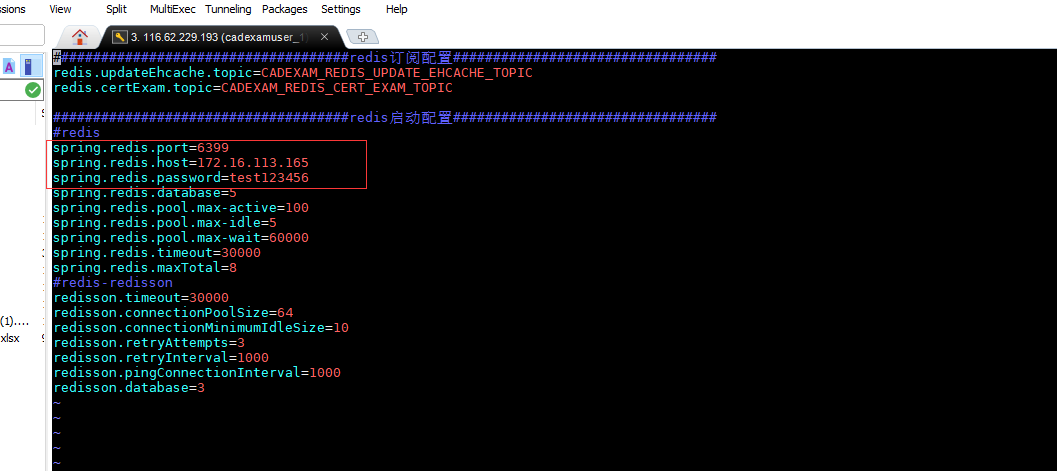 ssions View Split MultiExec Tunneling Packages Settings Help
3. 116.62.229.193 (cadexamuser_1
#####################################redis订阅配置#################################
redis.updateEhcache.topic=CADEXAM_REDIS_UPDATE_EHCACHE_TOPIC
redis.certExam.topic=CADEXAM_REDIS_CERT_EXAM_TOPIC
#####################################redis启动配置#################################
#redis
spring.redis.port=6399
spring.redis.host=172.16.113.165
spring.redis.password=test123456
spring.redis.database=5
spring.redis.pool.max-active=100
spring.redis.pool.max-idle=5
spring.redis.pool.max-wait=60000
spring.redis.timeout=30000
spring.redis.maxTotal=8
#redis-redisson
redisson.timeout=30000
redisson.connectionPoolSize=64
(1)....
redisson.connectionMinimumIdleSize=10
xlsx
redisson.retryAttempts=3
redisson.retryInterval=1000
redisson.pingConnectionInterval=1000
redisson.database=3
~
~
~
~
~